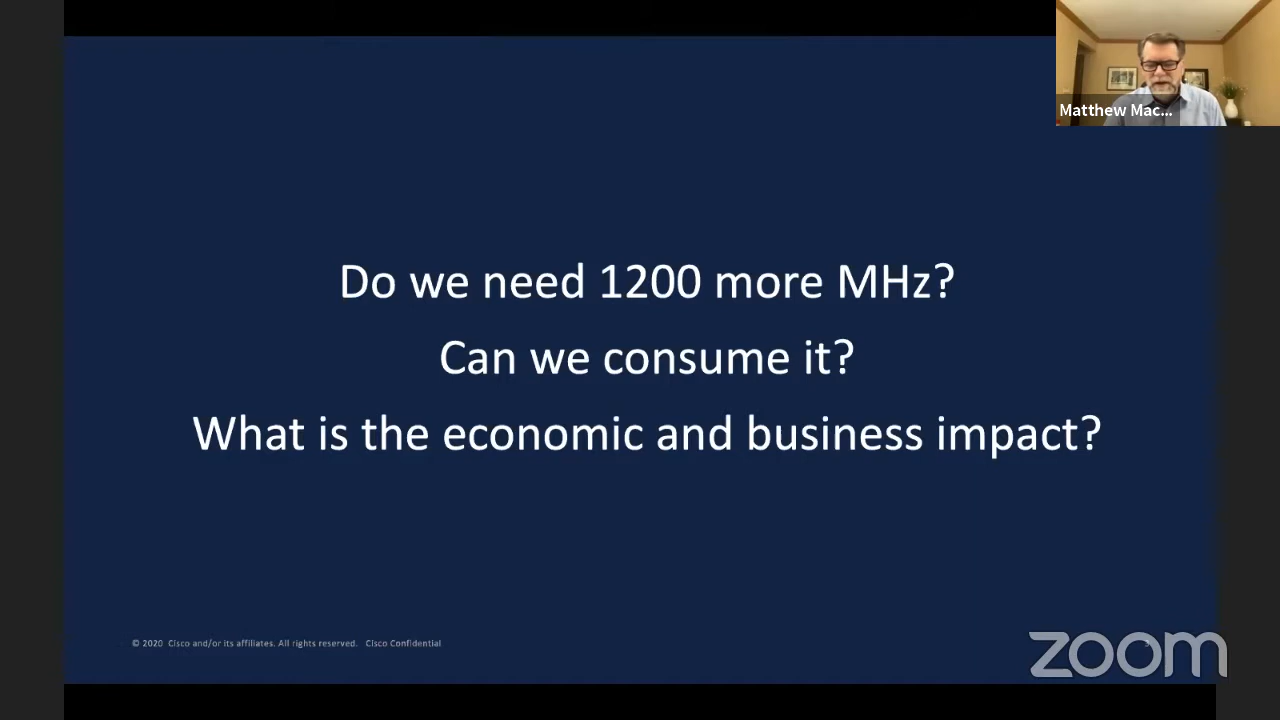 Matthew Mac...
Do we need 1200 more MHz?
Can we consume it?
What is the economic and business impact?
© 2020 Cisco and/or its affiliates. All rights reserved. Cisco Confidential
zoom